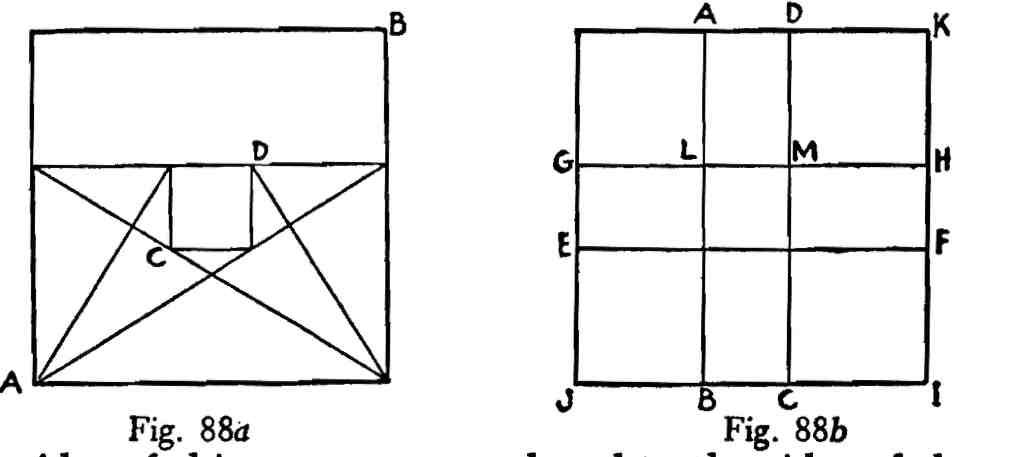 B
D
C
A
Fig. 88a
A D K
G L M H
E F
J B C I
Fig. 88b